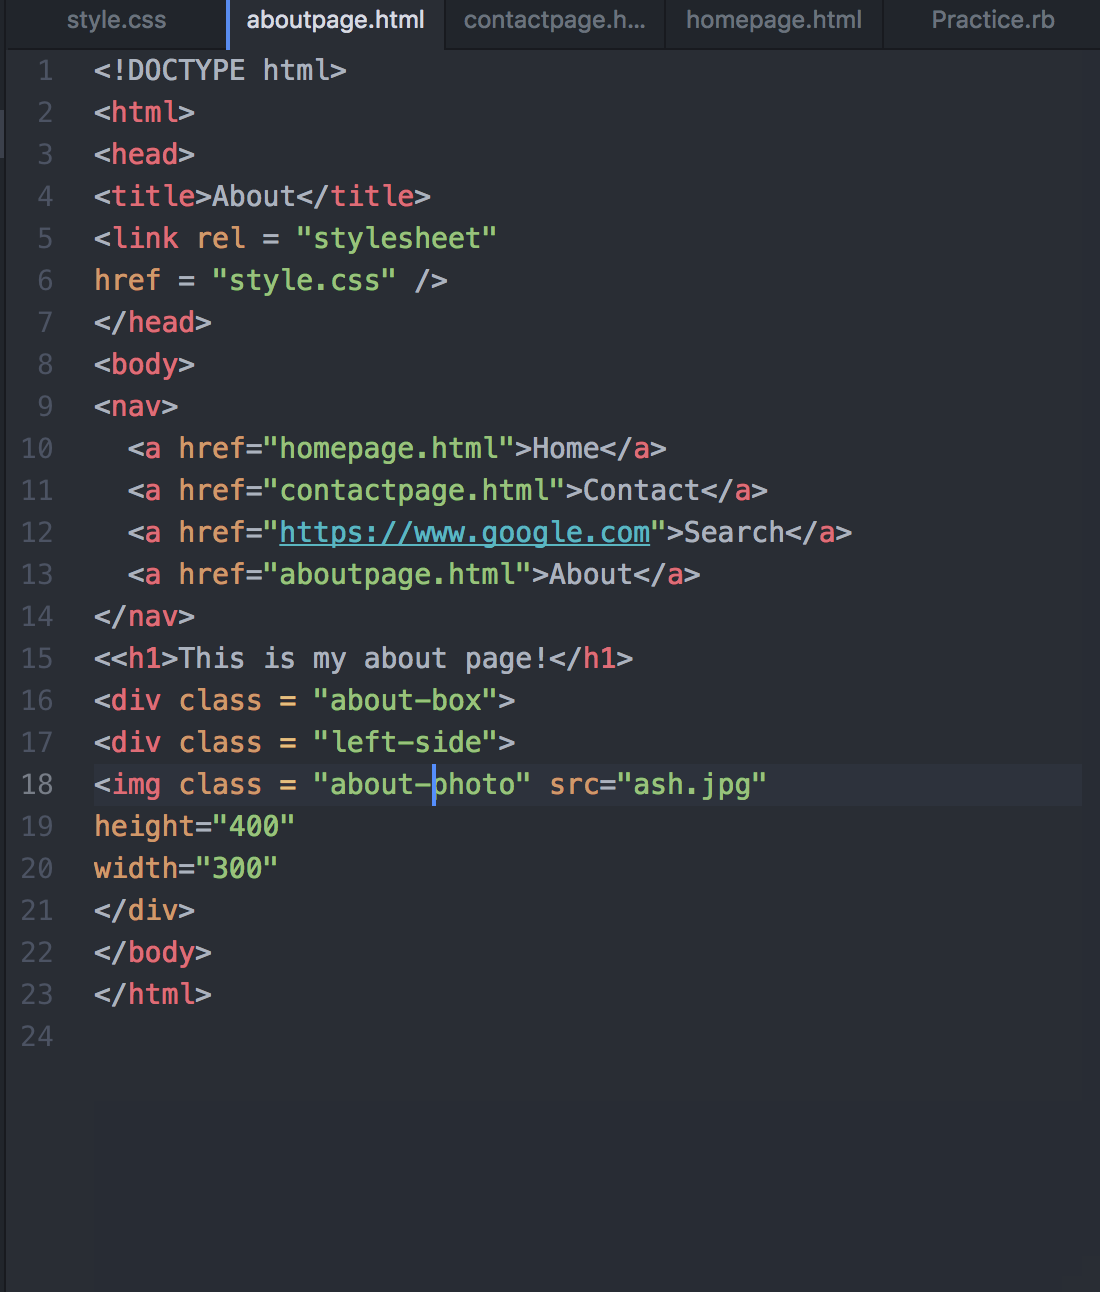 style.css aboutpage.html contactpage.h... homepage.html Practice.rb
1 <!DOCTYPE html>
2 <html>
3 <head>
4 <title>About</title>
5 <link rel = "stylesheet"
6 href = "style.css" />
7 </head>
8 <body>
9 <nav>
10   <a href="homepage.html">Home</a>
11   <a href="contactpage.html">Contact</a>
12   <a href="https://www.google.com">Search</a>
13   <a href="aboutpage.html">About</a>
14 </nav>
15 <<h1>This is my about page!</h1>
16 <div class = "about-box">
17 <div class = "left-side">
18 <img class = "about-photo" src="ash.jpg"
19 height="400"
20 width="300"
21 </div>
22 </body>
23 </html>
24